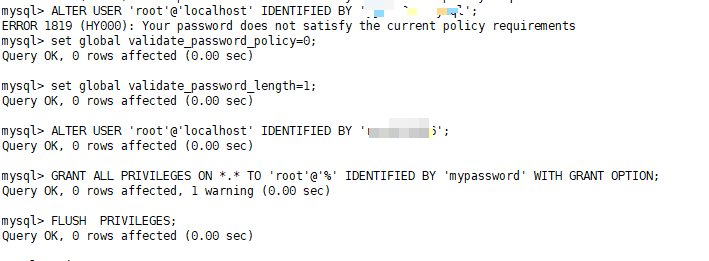 mysql> ALTER USER 'root'@'localhost' IDENTIFIED BY '
ERROR 1819 (HY000): Your password does not satisfy the current policy requirements
mysql> set global validate_password_policy=0;
Query OK, 0 rows affected (0.00 sec)
mysql> set global validate_password_length=1;
Query OK, 0 rows affected (0.00 sec)
mysql> ALTER USER 'root'@'localhost' IDENTIFIED BY '
Query OK, 0 rows affected (0.00 sec)
mysql> GRANT ALL PRIVILEGES ON *.* TO 'root'@'%' IDENTIFIED BY 'mypassword' WITH GRANT OPTION;
Query OK, 0 rows affected, 1 warning (0.00 sec)
mysql> FLUSH  PRIVILEGES;
Query OK, 0 rows affected (0.00 sec)